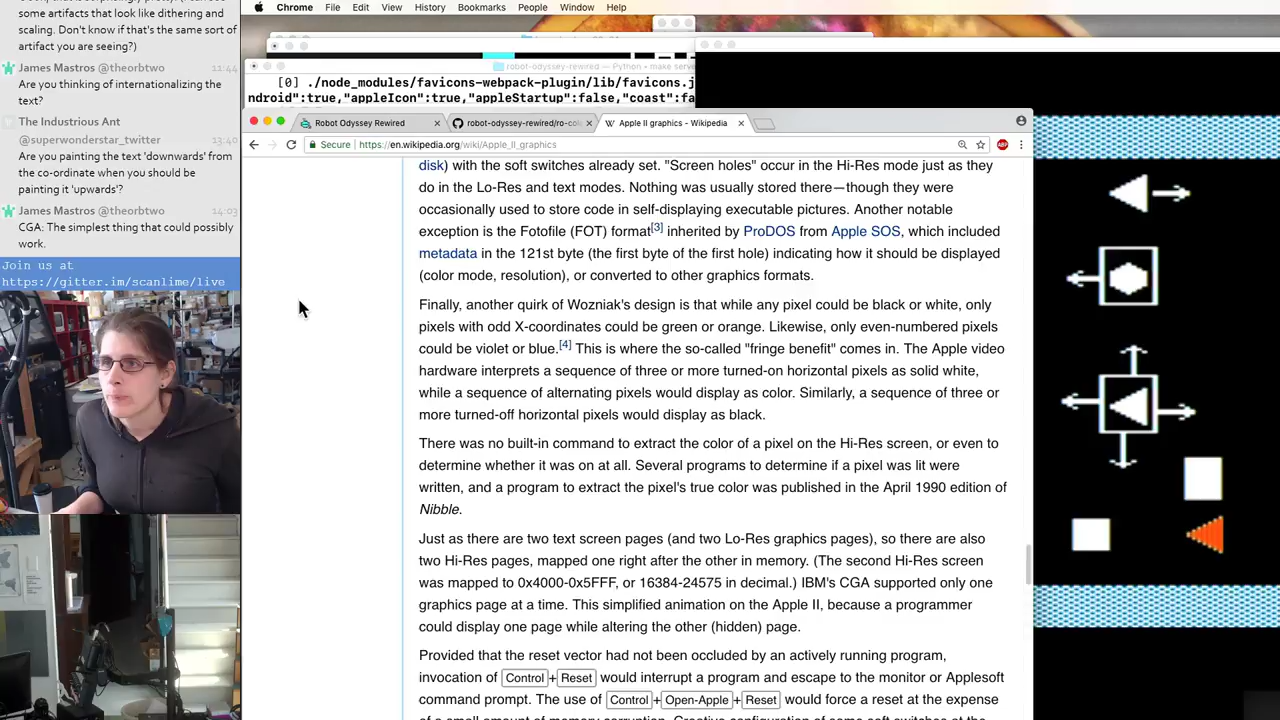 some artifacts that look like dithering and
scaling. Don't know if that's the same sort of
artifact you are seeing?)
James Mastros @theorbtwo 11:44
Are you thinking of internationalizing the
text?
The Industrious Ant
@superwonderstar_twitter 13:40
Are you painting the text 'downwards' from
the co-ordinate when you should be
painting it 'upwards'?
James Mastros @theorbtwo 14:03
CGA: The simplest thing that could possibly
work.
Join us at
https://gitter.im/scanlime/live
Chrome File Edit View History Bookmarks People Window Help
robot-odyssey-rewired — Python • make serve
[0] ./node_modules/favicons-webpack-plugin/lib/favicons.j
ndroid":true,"appleIcon":true,"appleStartup":false,"coast":fa
Robot Odyssey Rewired
robot-odyssey-rewired/ro-col
Apple II graphics - Wikipedia
Secure https://en.wikipedia.org/wiki/Apple_II_graphics
disk) with the soft switches already set. "Screen holes" occur in the Hi-Res mode just as they
do in the Lo-Res and text modes. Nothing was usually stored there—though they were
occasionally used to store code in self-displaying executable pictures. Another notable
exception is the Fotofile (FOT) format[3] inherited by ProDOS from Apple SOS, which included
metadata in the 121st byte (the first byte of the first hole) indicating how it should be displayed
(color mode, resolution), or converted to other graphics formats.
Finally, another quirk of Wozniak's design is that while any pixel could be black or white, only
pixels with odd X-coordinates could be green or orange. Likewise, only even-numbered pixels
could be violet or blue.[4] This is where the so-called "fringe benefit" comes in. The Apple video
hardware interprets a sequence of three or more turned-on horizontal pixels as solid white,
while a sequence of alternating pixels would display as color. Similarly, a sequence of three or
more turned-off horizontal pixels would display as black.
There was no built-in command to extract the color of a pixel on the Hi-Res screen, or even to
determine whether it was on at all. Several programs to determine if a pixel was lit were
written, and a program to extract the pixel's true color was published in the April 1990 edition of
Nibble.
Just as there are two text screen pages (and two Lo-Res graphics pages), so there are also
two Hi-Res pages, mapped one right after the other in memory. (The second Hi-Res screen
was mapped to 0x4000-0x5FFF, or 16384-24575 in decimal.) IBM's CGA supported only one
graphics page at a time. This simplified animation on the Apple II, because a programmer
could display one page while altering the other (hidden) page.
Provided that the reset vector had not been occluded by an actively running program,
invocation of Control+Reset would interrupt a program and escape to the monitor or Applesoft
command prompt. The use of Control+Open-Apple+Reset would force a reset at the expense